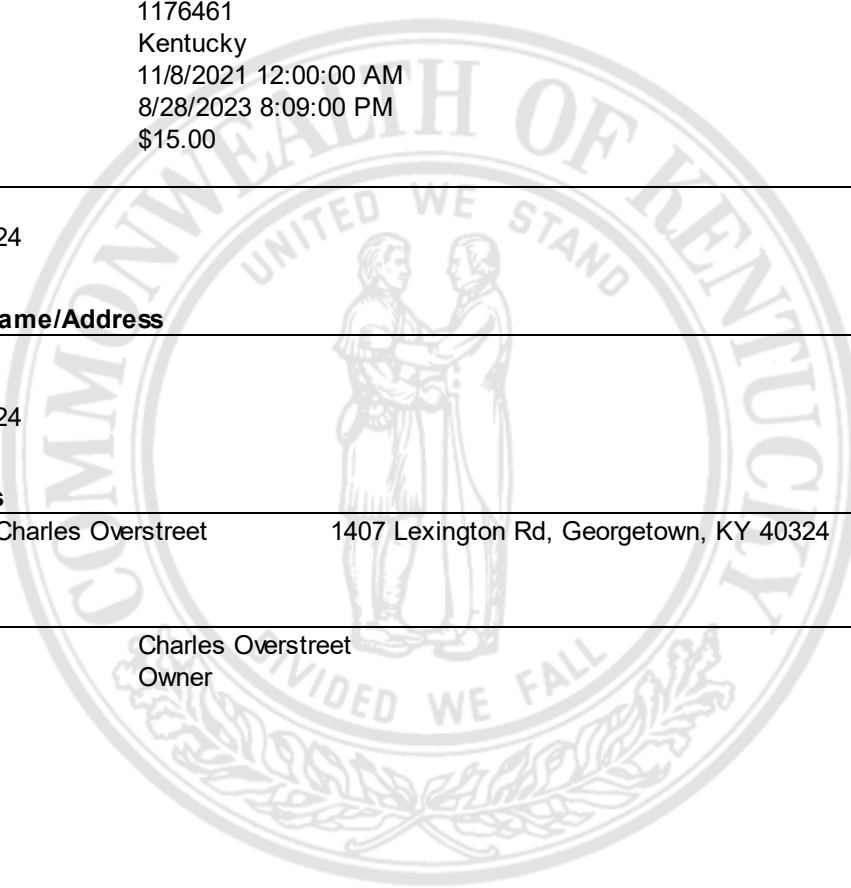 1176461
Kentucky
11/8/2021 12:00:00 AM
8/28/2023 8:09:00 PM
$15.00
24
ame/Address
24
s
Charles Overstreet 1407 Lexington Rd, Georgetown, KY 40324
Charles Overstreet
Owner
COMMONWEALTH OF KENTUCKY
UNITED WE STAND
DIVIDED WE FALL